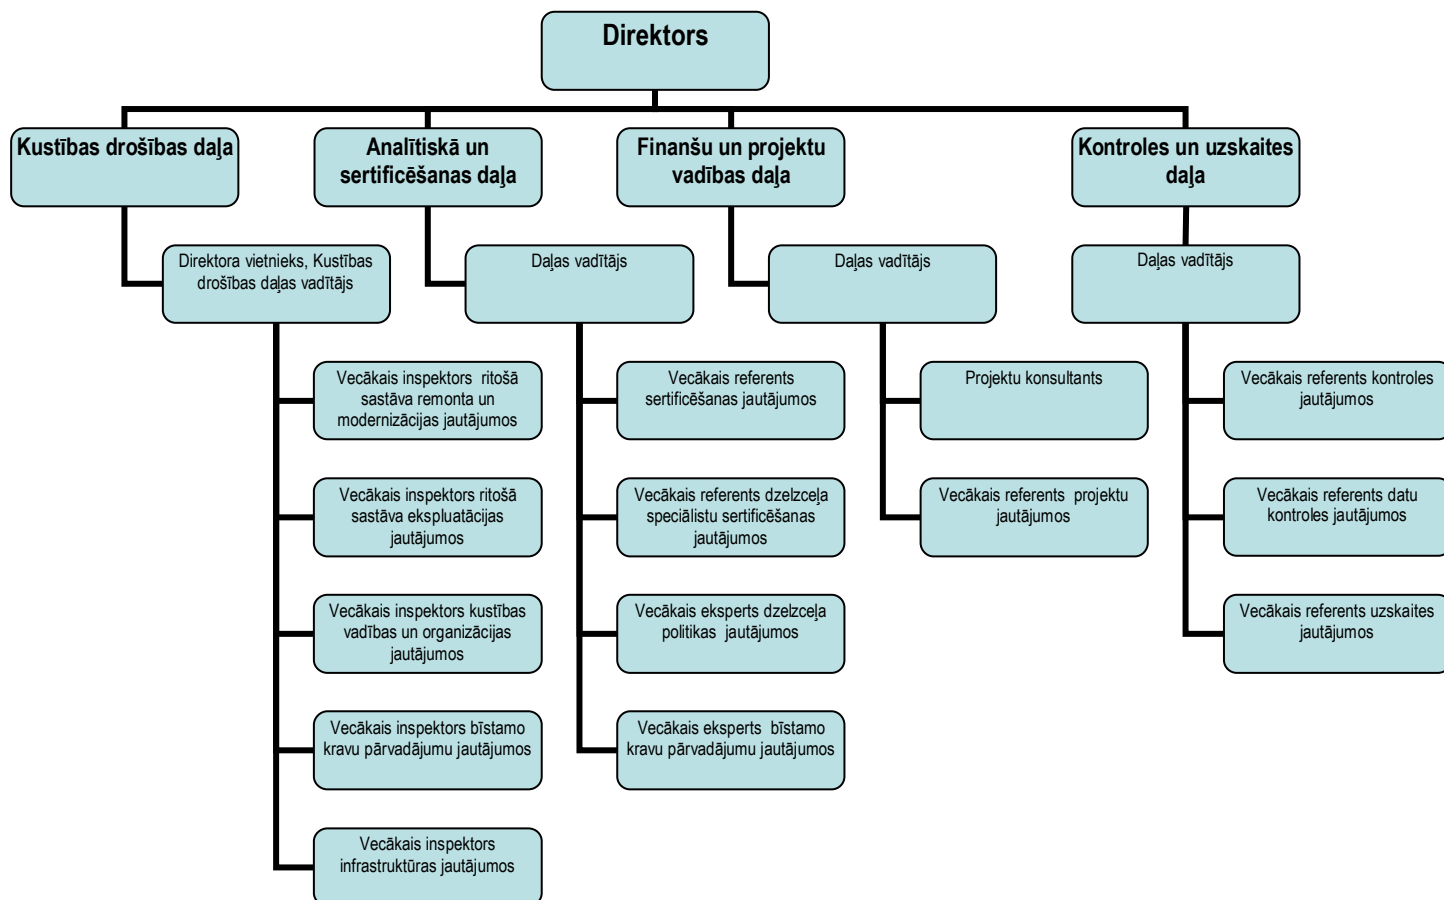 Direktors
Kustības drošības daļa
Analītiskā un
sertificēšanas daļa
Finanšu un projektu
vadības daļa
Kontroles un uzskaites
daļa
Direktora vietnieks, Kustības
drošības daļas vadītājs
Daļas vadītājs
Daļas vadītājs
Daļas vadītājs
Vecākais inspektors ritošā
sastāva remonta un
modernizācijas jautājumos
Vecākais referents
sertificēšanas jautājumos
Projektu konsultants
Vecākais referents kontroles
jautājumos
Vecākais inspektors ritošā
sastāva ekspluatācijas
jautājumos
Vecākais referents dzelzceļa
speciālistu sertificēšanas
jautājumos
Vecākais referents projektu
jautājumos
Vecākais referents datu
kontroles jautājumos
Vecākais inspektors kustības
vadības un organizācijas
jautājumos
Vecākais eksperts dzelzceļa
politikas jautājumos
Vecākais referents uzskaites
jautājumos
Vecākais inspektors bīstamo
kravu pārvadājumu jautājumos
Vecākais eksperts bīstamo
kravu pārvadājumu jautājumos
Vecākais inspektors
infrastruktūras jautājumos